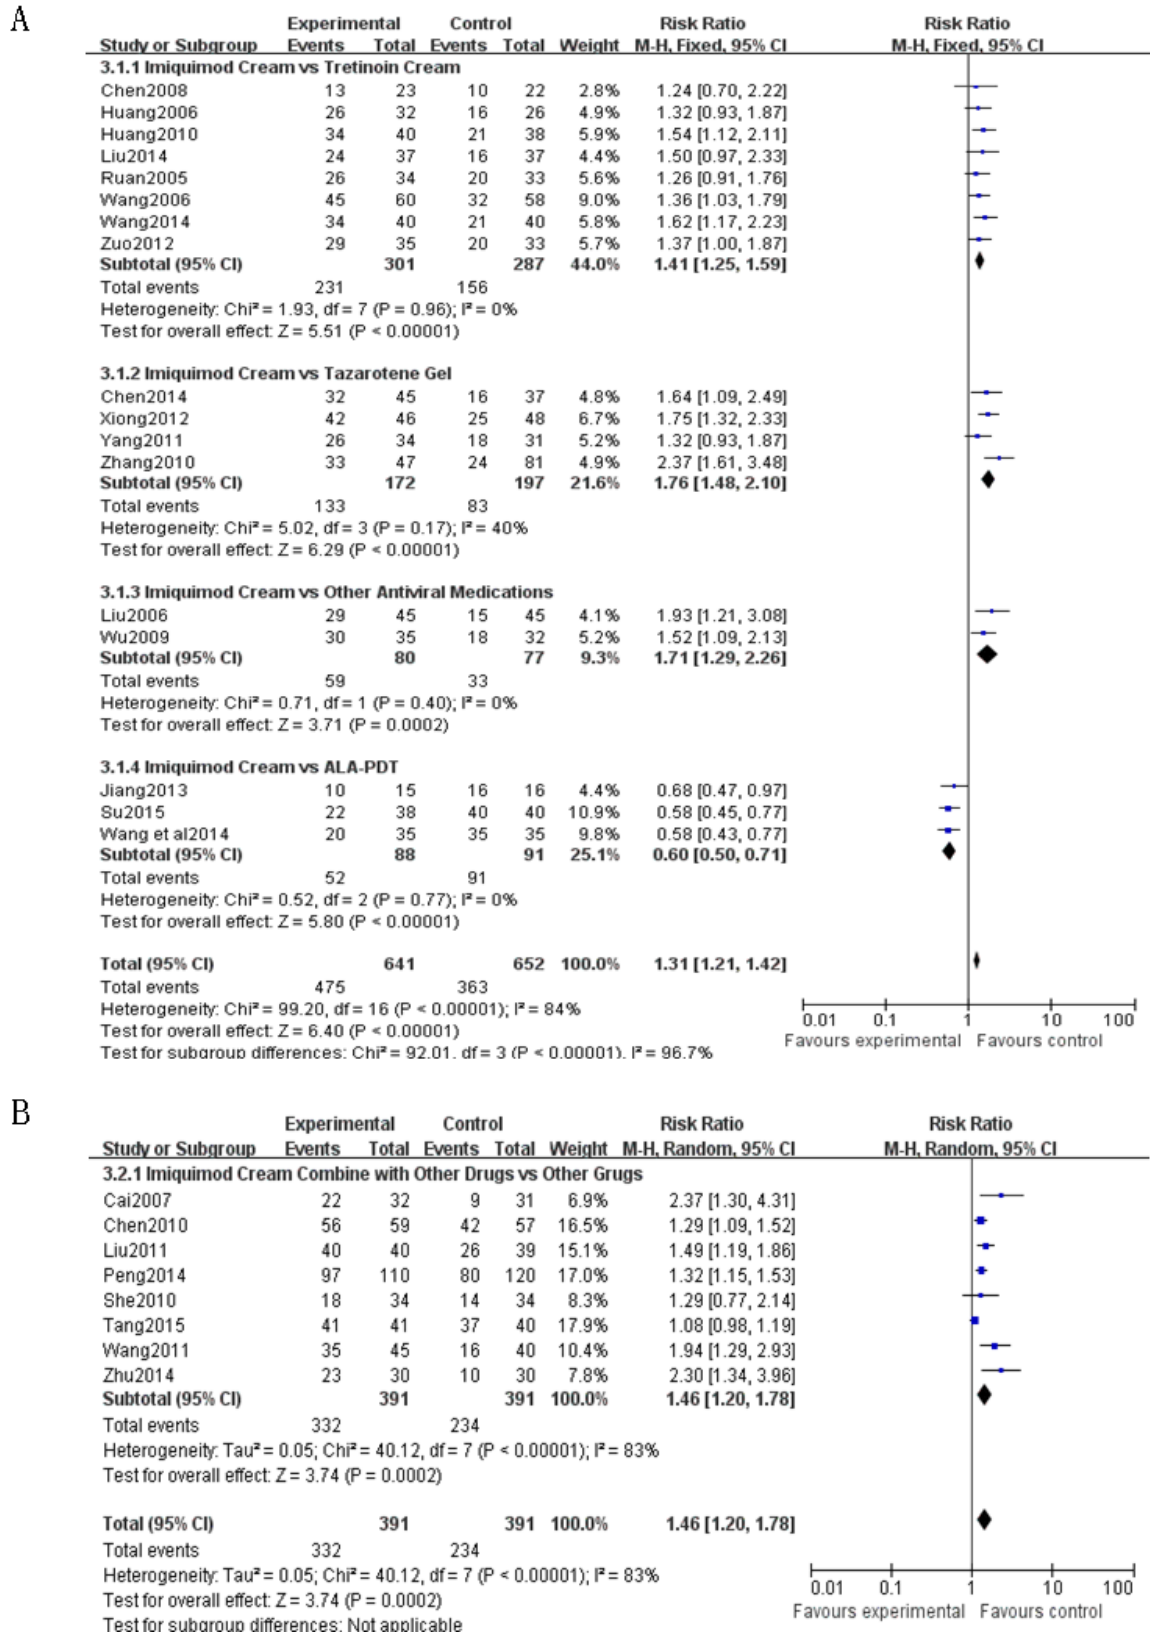 A
Experimental Control Risk Ratio Risk Ratio
Study or Subgroup Events Total Events Total Weight M-H, Fixed, 95% CI M-H, Fixed, 95% CI
3.1.1 Imiquimod Cream vs Tretinoin Cream
Chen2008 13 23 10 22 2.8% 1.24 [0.70, 2.22]
Huang2006 26 32 16 26 4.9% 1.32 [0.93, 1.87]
Huang2010 34 40 21 38 5.9% 1.54 [1.12, 2.11]
Liu2014 24 37 16 37 4.4% 1.50 [0.97, 2.33]
Ruan2005 26 34 20 33 5.6% 1.26 [0.91, 1.76]
Wang2006 45 60 32 58 9.0% 1.36 [1.03, 1.79]
Wang2014 34 40 21 40 5.8% 1.62 [1.17, 2.23]
Zuo2012 29 35 20 33 5.7% 1.37 [1.00, 1.87]
Subtotal (95% CI) 301 287 44.0% 1.41 [1.25, 1.59]
Total events 231 156
Heterogeneity: Chi² = 1.93, df = 7 (P = 0.96); I² = 0%
Test for overall effect: Z = 5.51 (P < 0.00001)
3.1.2 Imiquimod Cream vs Tazarotene Gel
Chen2014 32 45 16 37 4.8% 1.64 [1.09, 2.49]
Xiong2012 42 46 25 48 6.7% 1.75 [1.32, 2.33]
Yang2011 26 34 18 31 5.2% 1.32 [0.93, 1.87]
Zhang2010 33 47 24 81 4.9% 2.37 [1.61, 3.48]
Subtotal (95% CI) 172 197 21.6% 1.76 [1.48, 2.10]
Total events 133 83
Heterogeneity: Chi² = 5.02, df = 3 (P = 0.17); I² = 40%
Test for overall effect: Z = 6.29 (P < 0.00001)
3.1.3 Imiquimod Cream vs Other Antiviral Medications
Liu2006 29 45 15 45 4.1% 1.93 [1.21, 3.08]
Wu2009 30 35 18 32 5.2% 1.52 [1.09, 2.13]
Subtotal (95% CI) 80 77 9.3% 1.71 [1.29, 2.26]
Total events 59 33
Heterogeneity: Chi² = 0.71, df = 1 (P = 0.40); I² = 0%
Test for overall effect: Z = 3.71 (P = 0.0002)
3.1.4 Imiquimod Cream vs ALA-PDT
Jiang2013 10 15 16 16 4.4% 0.68 [0.47, 0.97]
Su2015 22 38 40 40 10.9% 0.58 [0.45, 0.77]
Wang et al2014 20 35 35 35 9.8% 0.58 [0.43, 0.77]
Subtotal (95% CI) 88 91 25.1% 0.60 [0.50, 0.71]
Total events 52 91
Heterogeneity: Chi² = 0.52, df = 2 (P = 0.77); I² = 0%
Test for overall effect: Z = 5.80 (P < 0.00001)
Total (95% CI) 641 652 100.0% 1.31 [1.21, 1.42]
Total events 475 363
Heterogeneity: Chi² = 99.20, df = 16 (P < 0.00001); I² = 84%
Test for overall effect: Z = 6.40 (P < 0.00001)
Test for subgroup differences: Chi² = 92.01, df = 3 (P < 0.00001), I² = 96.7%
0.01 0.1 1 10 100
Favours experimental Favours control
B
Experimental Control Risk Ratio Risk Ratio
Study or Subgroup Events Total Events Total Weight M-H, Random, 95% CI M-H, Random, 95% CI
3.2.1 Imiquimod Cream Combine with Other Drugs vs Other Grugs
Cai2007 22 32 9 31 6.9% 2.37 [1.30, 4.31]
Chen2010 56 59 42 57 16.5% 1.29 [1.09, 1.52]
Liu2011 40 40 26 39 15.1% 1.49 [1.19, 1.86]
Peng2014 97 110 80 120 17.0% 1.32 [1.15, 1.53]
She2010 18 34 14 34 8.3% 1.29 [0.77, 2.14]
Tang2015 41 41 37 40 17.9% 1.08 [0.98, 1.19]
Wang2011 35 45 16 40 10.4% 1.94 [1.29, 2.93]
Zhu2014 23 30 10 30 7.8% 2.30 [1.34, 3.96]
Subtotal (95% CI) 391 391 100.0% 1.46 [1.20, 1.78]
Total events 332 234
Heterogeneity: Tau² = 0.05; Chi² = 40.12, df = 7 (P < 0.00001); I² = 83%
Test for overall effect: Z = 3.74 (P = 0.0002)
Total (95% CI) 391 391 100.0% 1.46 [1.20, 1.78]
Total events 332 234
Heterogeneity: Tau² = 0.05; Chi² = 40.12, df = 7 (P < 0.00001); I² = 83%
Test for overall effect: Z = 3.74 (P = 0.0002)
Test for subgroup differences: Not applicable
0.01 0.1 1 10 100
Favours experimental Favours control